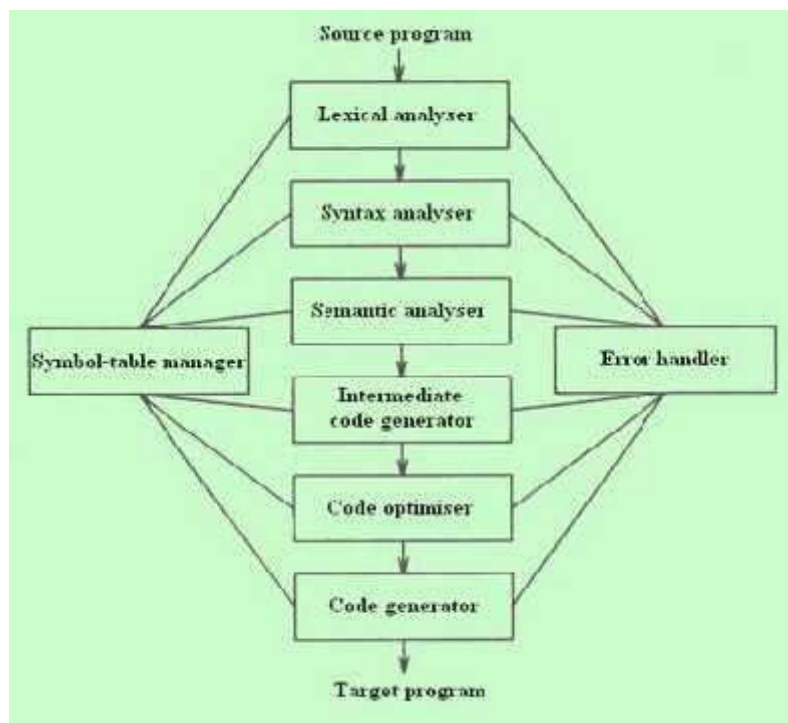 Source program
Lexical analyser
Syntax analyser
Semantic analyser
Symbol-table manager
Error handler
Intermediate
code generator
Code optimiser
Code generator
Target program